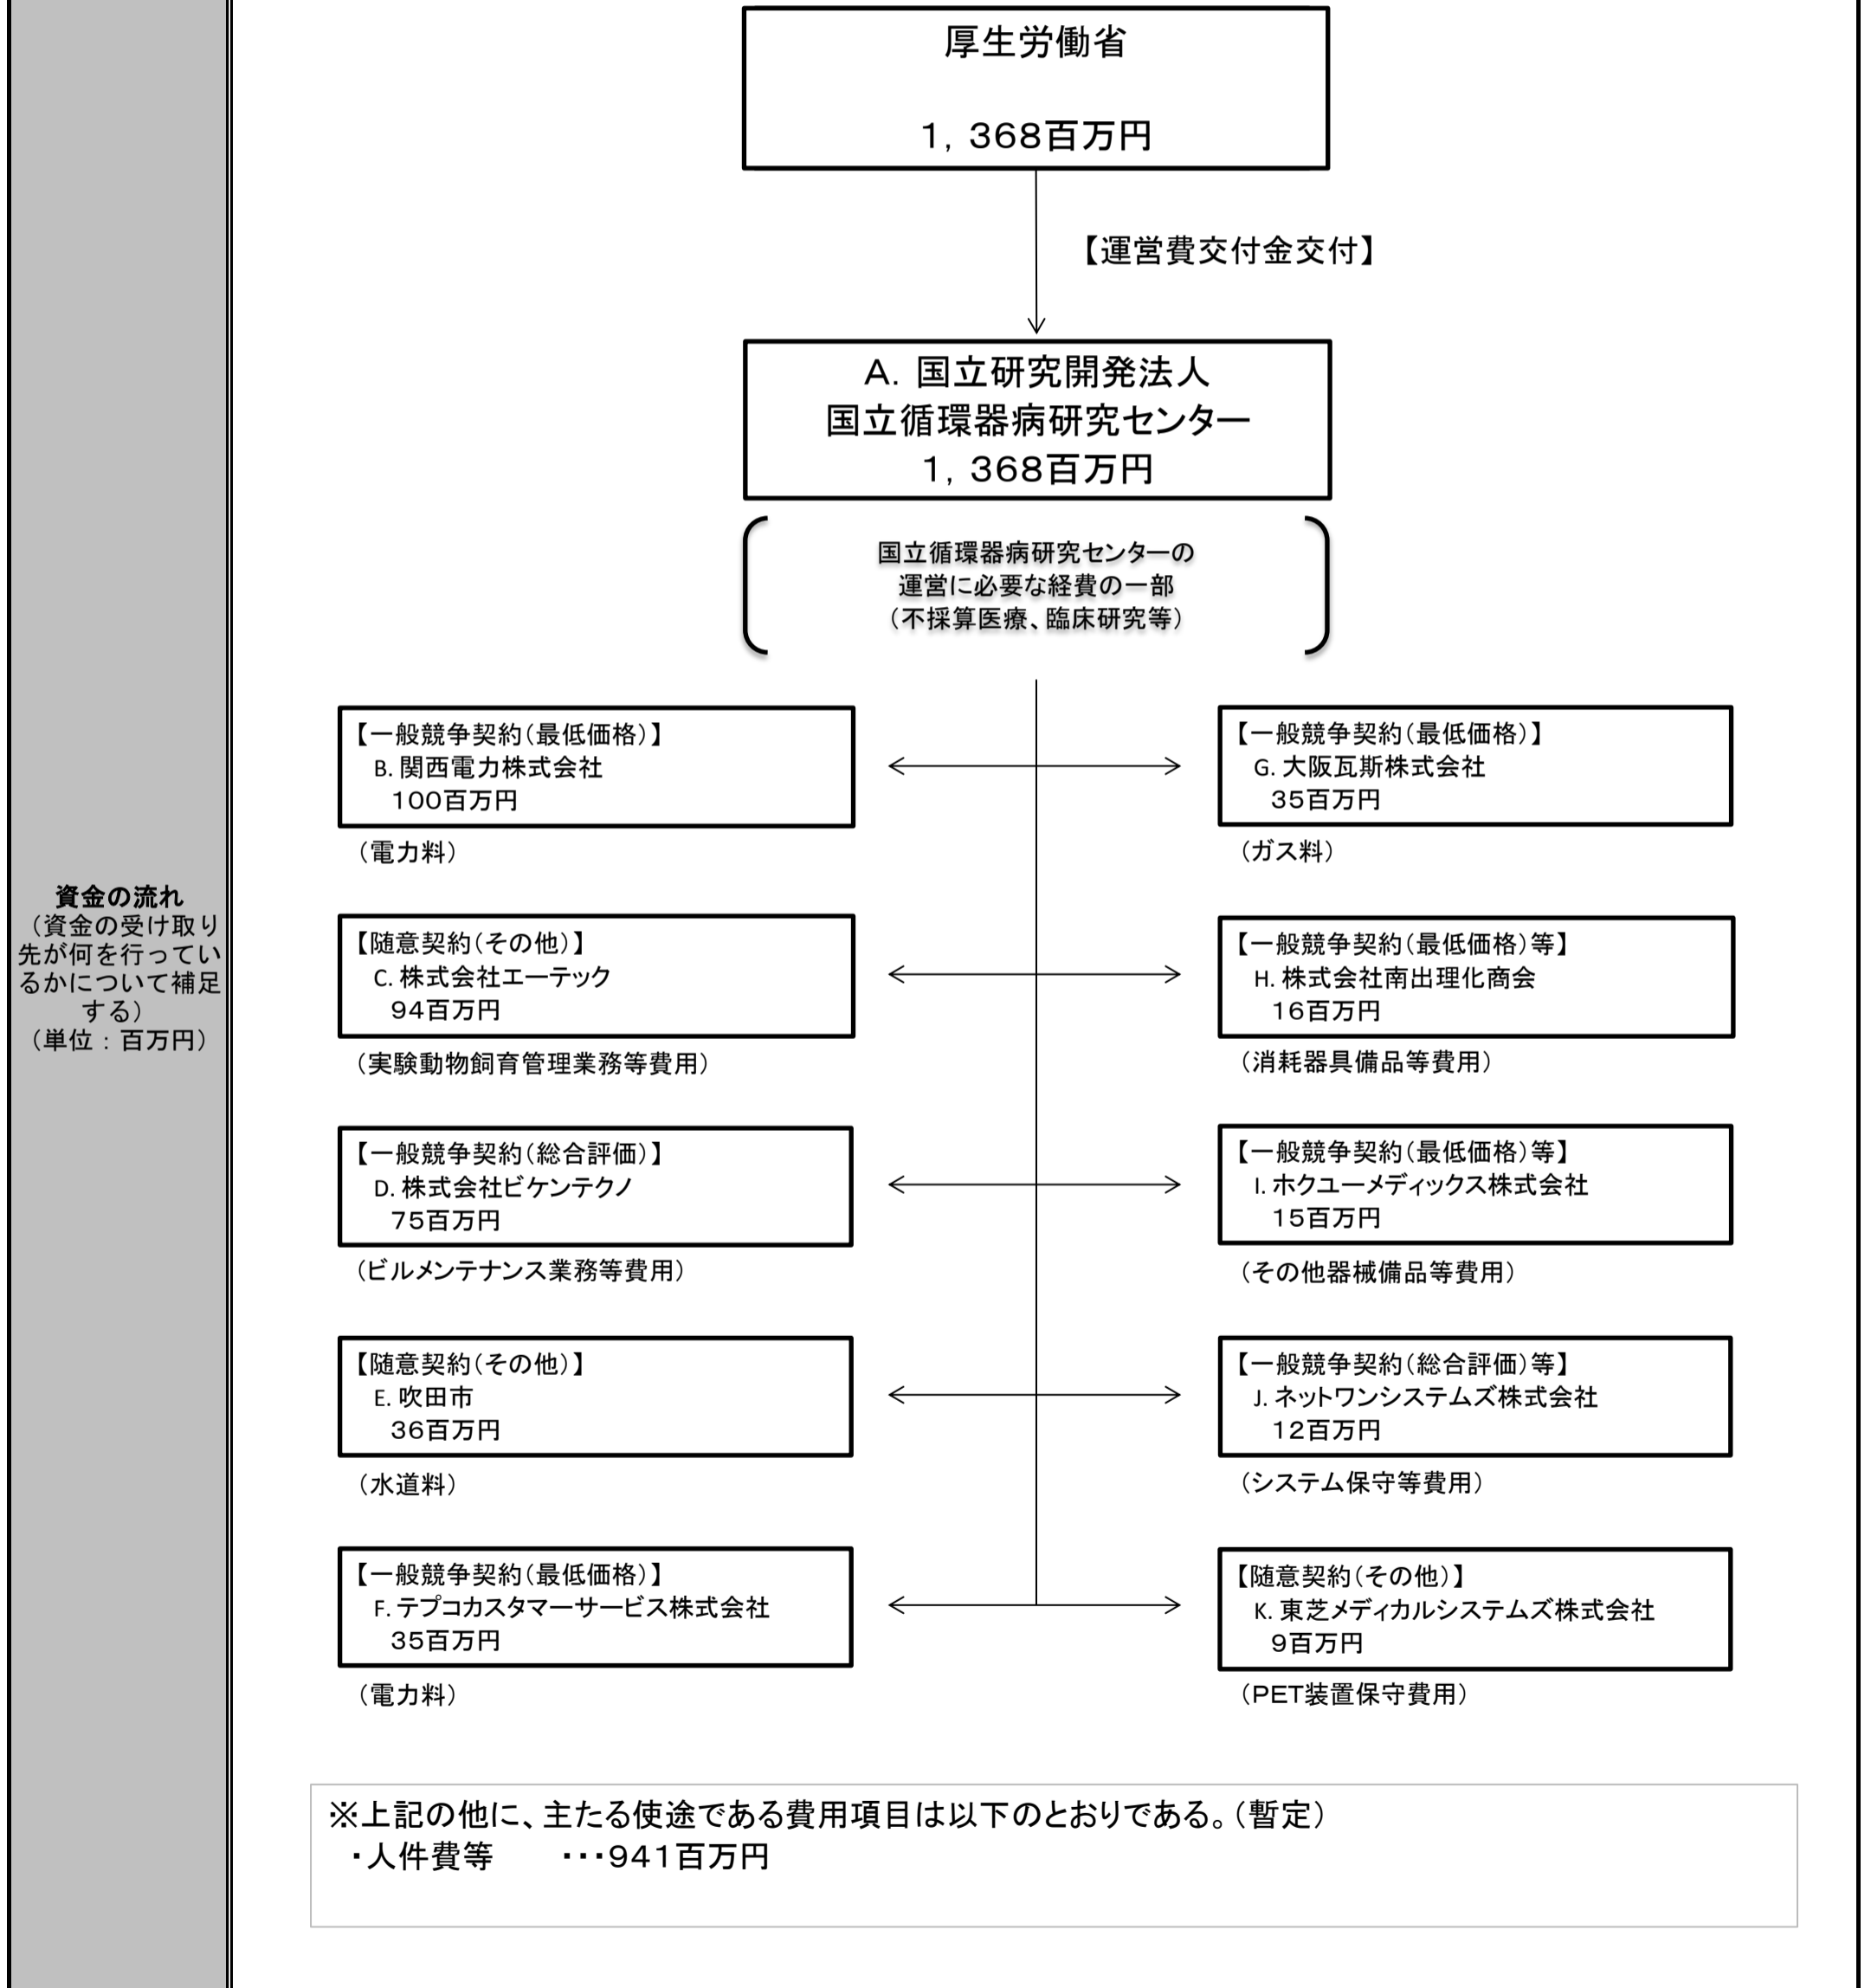 厚生労働省
1，368百万円
【運営費交付金交付】
A．国立研究開発法人
国立循環器病研究センター
1，368百万円
国立循環器病研究センターの
運営に必要な経費の一部
（不採算医療、臨床研究等）
資金の流れ
（資金の受け取り
先が何を行ってい
るかについて補足
する）
（単位：百万円）
【一般競争契約（最低価格）】
B. 関西電力株式会社
100百万円
（電力料）
【随意契約（その他）】
C. 株式会社エーテック
94百万円
（実験動物飼育管理業務等費用）
【一般競争契約（総合評価）】
D. 株式会社ビケンテクノ
75百万円
（ビルメンテナンス業務等費用）
【随意契約（その他）】
E. 吹田市
36百万円
（水道料）
【一般競争契約（最低価格）】
F. テプコカスタマーサービス株式会社
35百万円
（電力料）
【一般競争契約（最低価格）】
G. 大阪瓦斯株式会社
35百万円
（ガス料）
【一般競争契約（最低価格）等】
H. 株式会社南出理化商会
16百万円
（消耗器具備品等費用）
【一般競争契約（最低価格）等】
I. ホクユーメディックス株式会社
15百万円
（その他器械備品等費用）
【一般競争契約（総合評価）等】
J. ネットワンシステムズ株式会社
12百万円
（システム保守等費用）
【随意契約（その他）】
K. 東芝メディカルシステムズ株式会社
9百万円
（PET装置保守費用）
※上記の他に、主たる使途である費用項目は以下のとおりである。（暫定）
・人件費等　　・・・941百万円